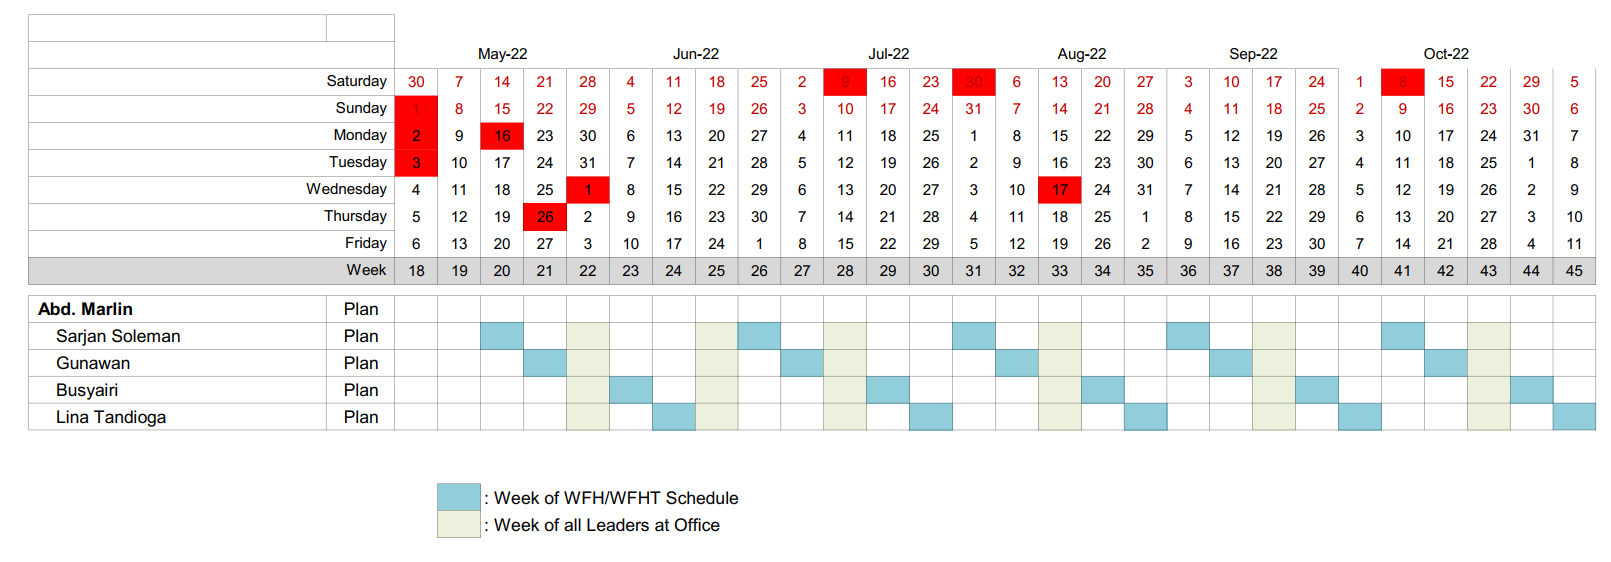 May-22 Jun-22 Jul-22 Aug-22 Sep-22 Oct-22
Saturday 30 7 14 21 28 4 11 18 25 2 9 16 23 30 6 13 20 27 3 10 17 24 1 8 15 22 29 5
Sunday 1 8 15 22 29 5 12 19 26 3 10 17 24 31 7 14 21 28 4 11 18 25 2 9 16 23 30 6
Monday 2 9 16 23 30 6 13 20 27 4 11 18 25 1 8 15 22 29 5 12 19 26 3 10 17 24 31 7
Tuesday 3 10 17 24 31 7 14 21 28 5 12 19 26 2 9 16 23 30 6 13 20 27 4 11 18 25 1 8
Wednesday 4 11 18 25 1 8 15 22 29 6 13 20 27 3 10 17 24 31 7 14 21 28 5 12 19 26 2 9
Thursday 5 12 19 26 2 9 16 23 30 7 14 21 28 4 11 18 25 1 8 15 22 29 6 13 20 27 3 10
Friday 6 13 20 27 3 10 17 24 1 8 15 22 29 5 12 19 26 2 9 16 23 30 7 14 21 28 4 11
Week 18 19 20 21 22 23 24 25 26 27 28 29 30 31 32 33 34 35 36 37 38 39 40 41 42 43 44 45
Abd. Marlin Plan
Sarjan Soleman Plan
Gunawan Plan
Busyairi Plan
Lina Tandioga Plan
: Week of WFH/WFHT Schedule
: Week of all Leaders at Office